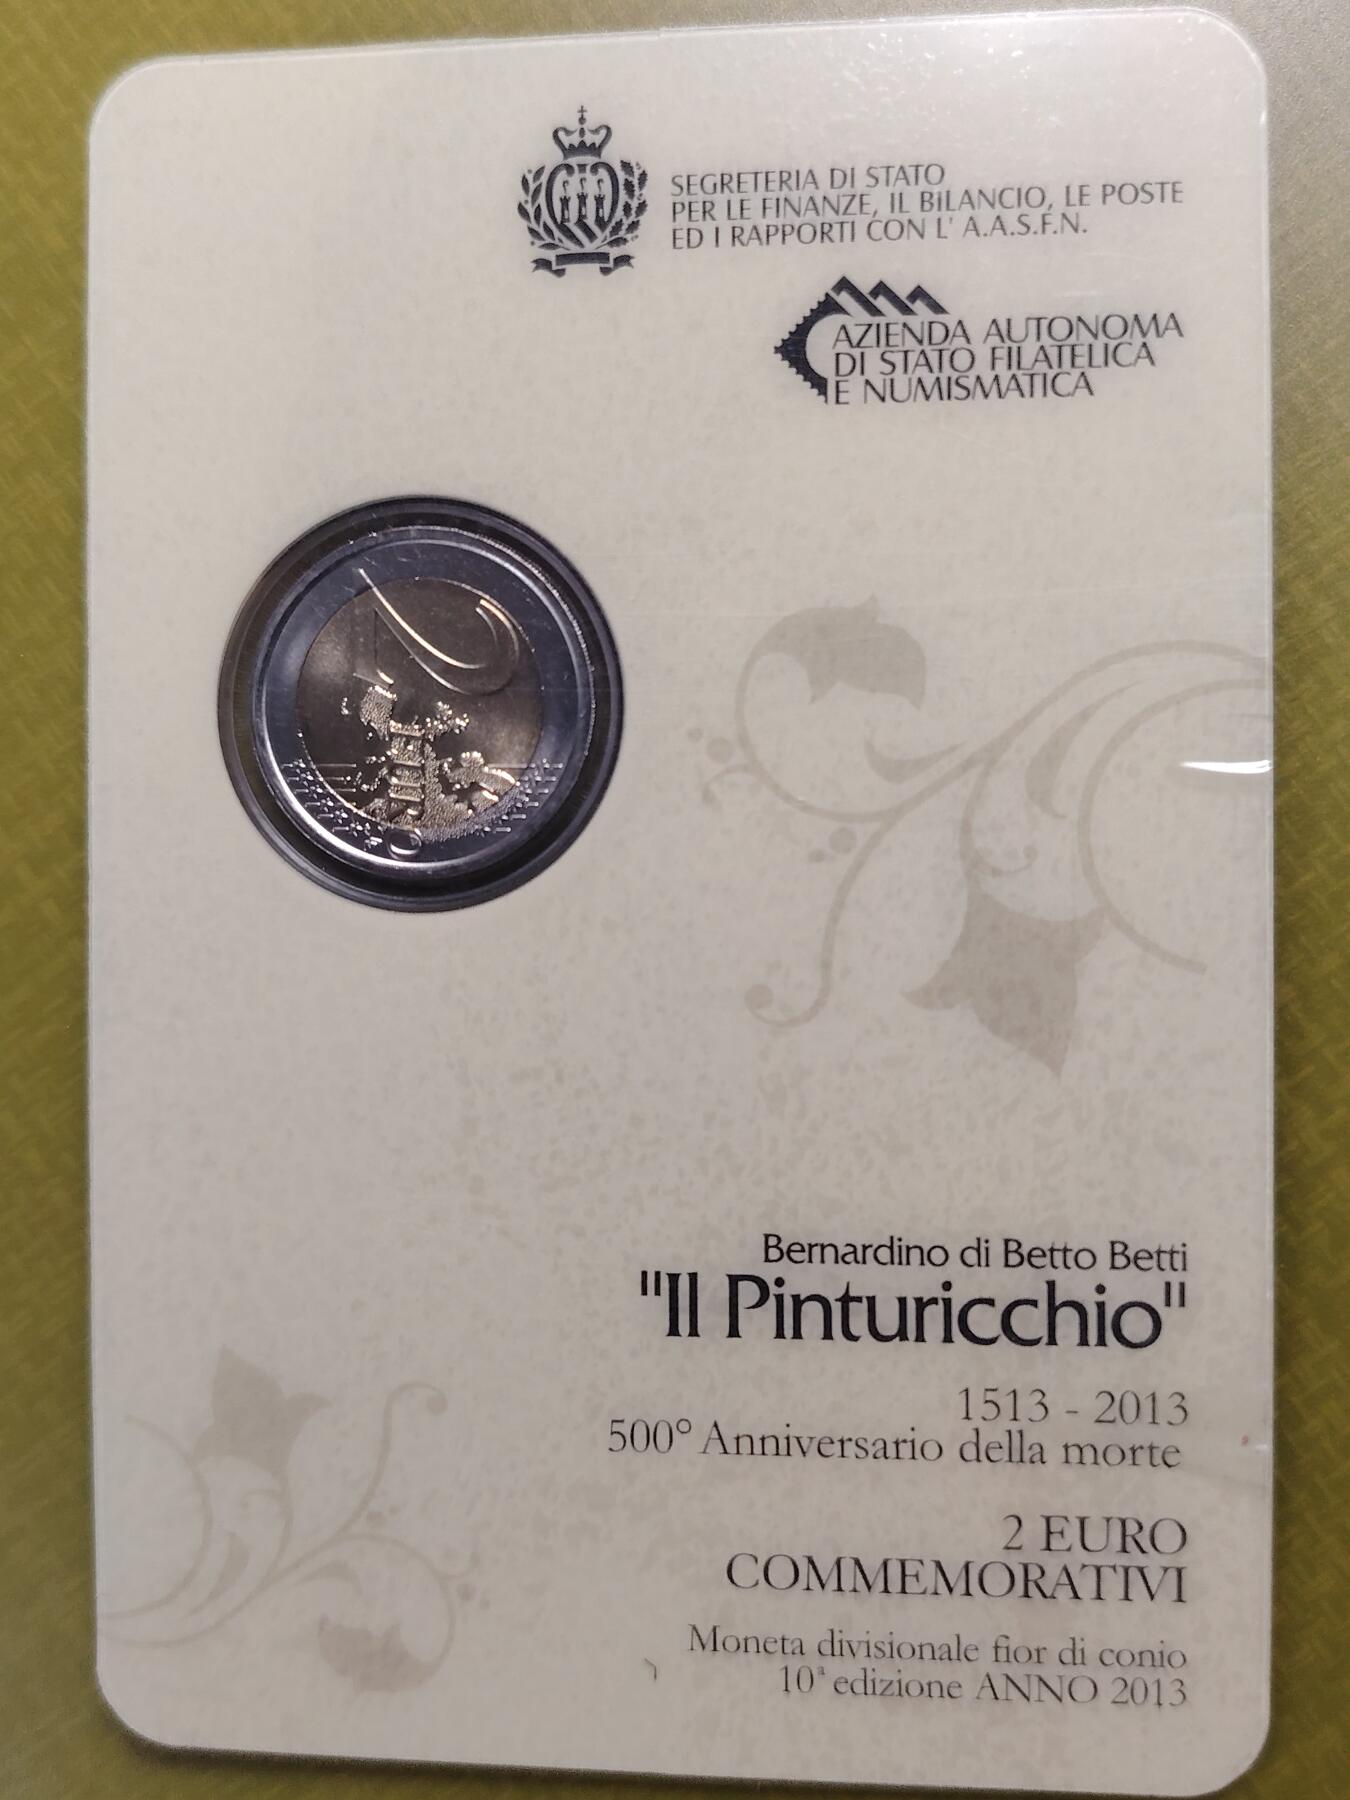 SEGRETERIA DI STATO
PER LE FINANZE, IL BILANCIO, LE POSTE
ED I RAPPORTI CON L' A.A.S.F.N.
AZIENDA AUTONOMA
DI STATO FILATELICA
E NUMISMATICA
2
EURO
Bernardino di Betto Betti
"Il Pinturicchio"
1513 - 2013
500° Anniversario della morte
2 EURO
COMMEMORATIVI
Moneta divisionale fior di conio
10ª edizione ANNO 2013